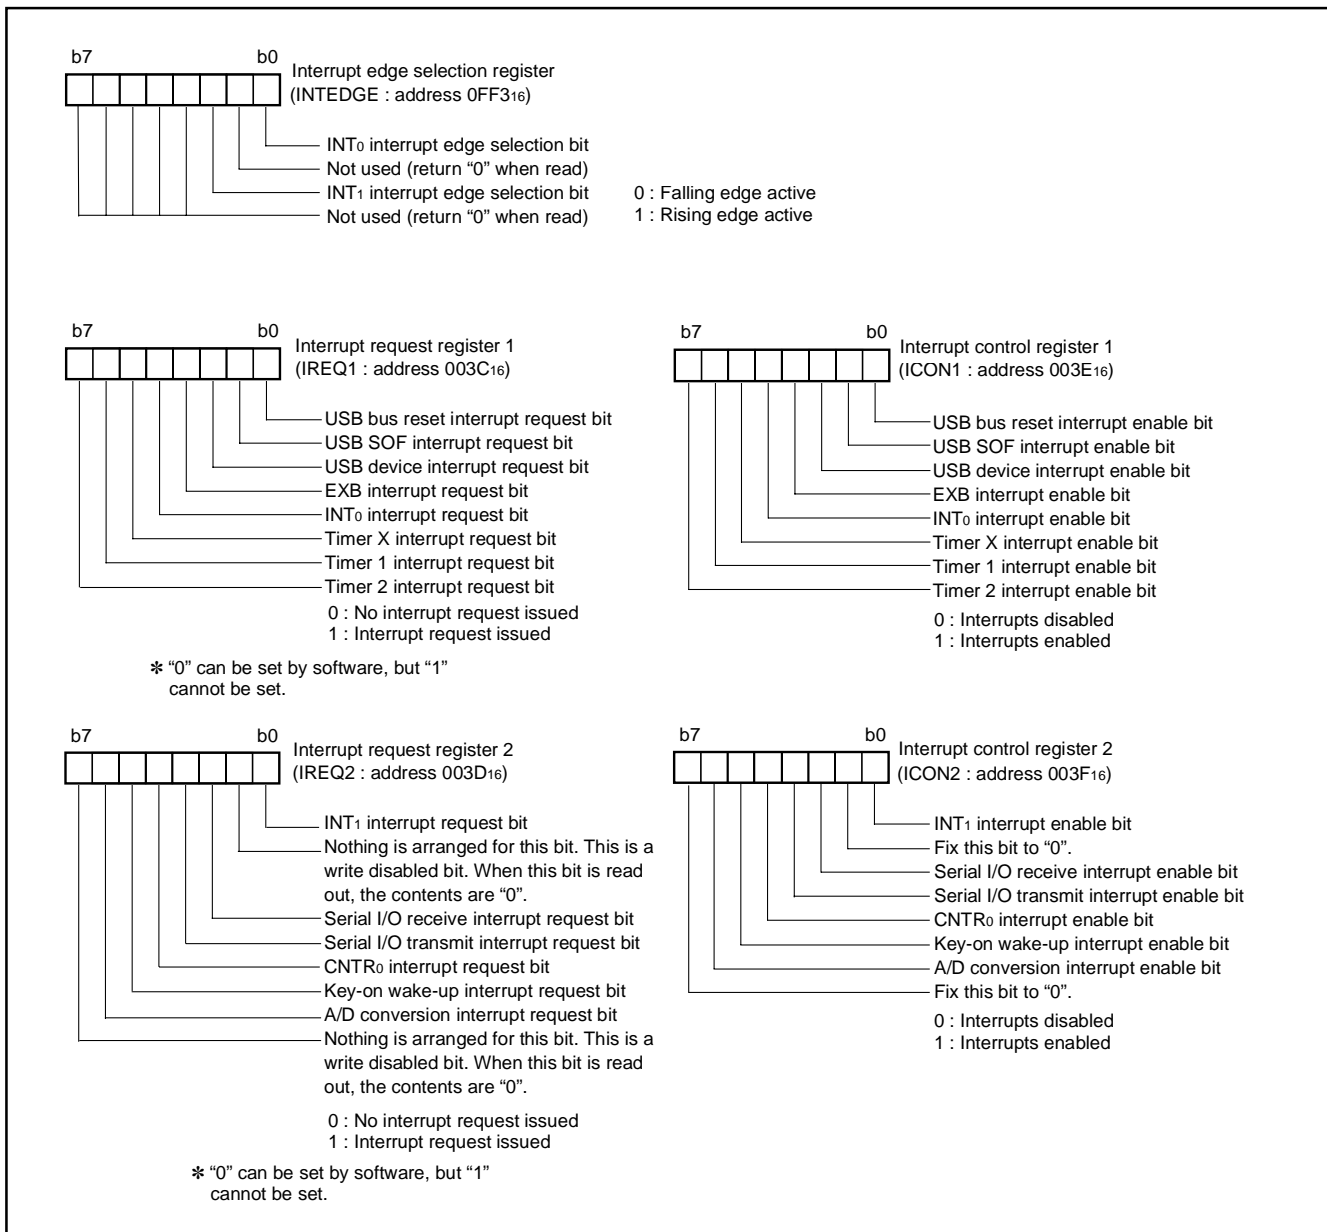 b7 b0
Interrupt edge selection register
(INTEDGE : address 0FF3₁₆)
INT₀ interrupt edge selection bit
Not used (return “0” when read)
INT₁ interrupt edge selection bit
Not used (return “0” when read)
0 : Falling edge active
1 : Rising edge active
b7 b0
Interrupt request register 1
(IREQ1 : address 003C₁₆)
USB bus reset interrupt request bit
USB SOF interrupt request bit
USB device interrupt request bit
EXB interrupt request bit
INT₀ interrupt request bit
Timer X interrupt request bit
Timer 1 interrupt request bit
Timer 2 interrupt request bit
0 : No interrupt request issued
1 : Interrupt request issued
✻ “0” can be set by software, but “1”
cannot be set.
b7 b0
Interrupt control register 1
(ICON1 : address 003E₁₆)
USB bus reset interrupt enable bit
USB SOF interrupt enable bit
USB device interrupt enable bit
EXB interrupt enable bit
INT₀ interrupt enable bit
Timer X interrupt enable bit
Timer 1 interrupt enable bit
Timer 2 interrupt enable bit
0 : Interrupts disabled
1 : Interrupts enabled
b7 b0
Interrupt request register 2
(IREQ2 : address 003D₁₆)
INT₁ interrupt request bit
Nothing is arranged for this bit. This is a
write disabled bit. When this bit is read
out, the contents are “0”.
Serial I/O receive interrupt request bit
Serial I/O transmit interrupt request bit
CNTR₀ interrupt request bit
Key-on wake-up interrupt request bit
A/D conversion interrupt request bit
Nothing is arranged for this bit. This is a
write disabled bit. When this bit is read
out, the contents are “0”.
0 : No interrupt request issued
1 : Interrupt request issued
✻ “0” can be set by software, but “1”
cannot be set.
b7 b0
Interrupt control register 2
(ICON2 : address 003F₁₆)
INT₁ interrupt enable bit
Fix this bit to “0”.
Serial I/O receive interrupt enable bit
Serial I/O transmit interrupt enable bit
CNTR₀ interrupt enable bit
Key-on wake-up interrupt enable bit
A/D conversion interrupt enable bit
Fix this bit to “0”.
0 : Interrupts disabled
1 : Interrupts enabled